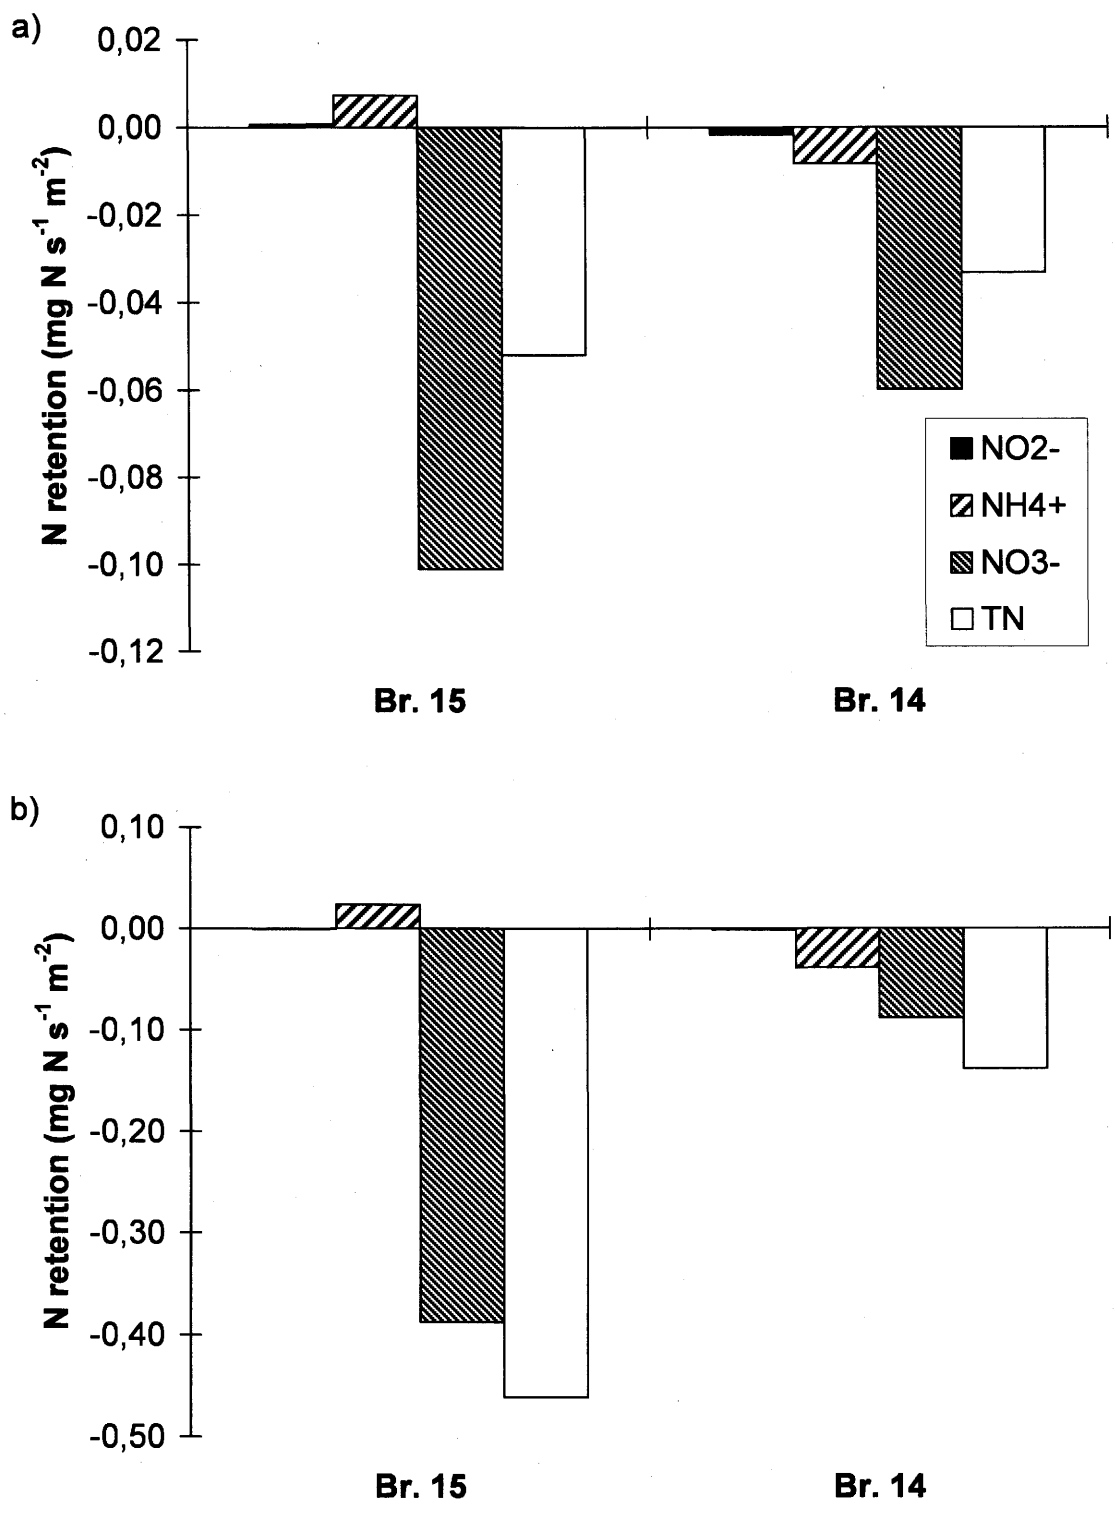 a)
0,02
0,00
-0,02
-0,04
-0,06
-0,08
-0,10
-0,12
N retention (mg N s-1 m-2)
NO2-
NH4+
NO3-
TN
Br. 15 Br. 14
b)
0,10
0,00
-0,10
-0,20
-0,30
-0,40
-0,50
N retention (mg N s-1 m-2)
Br. 15 Br. 14